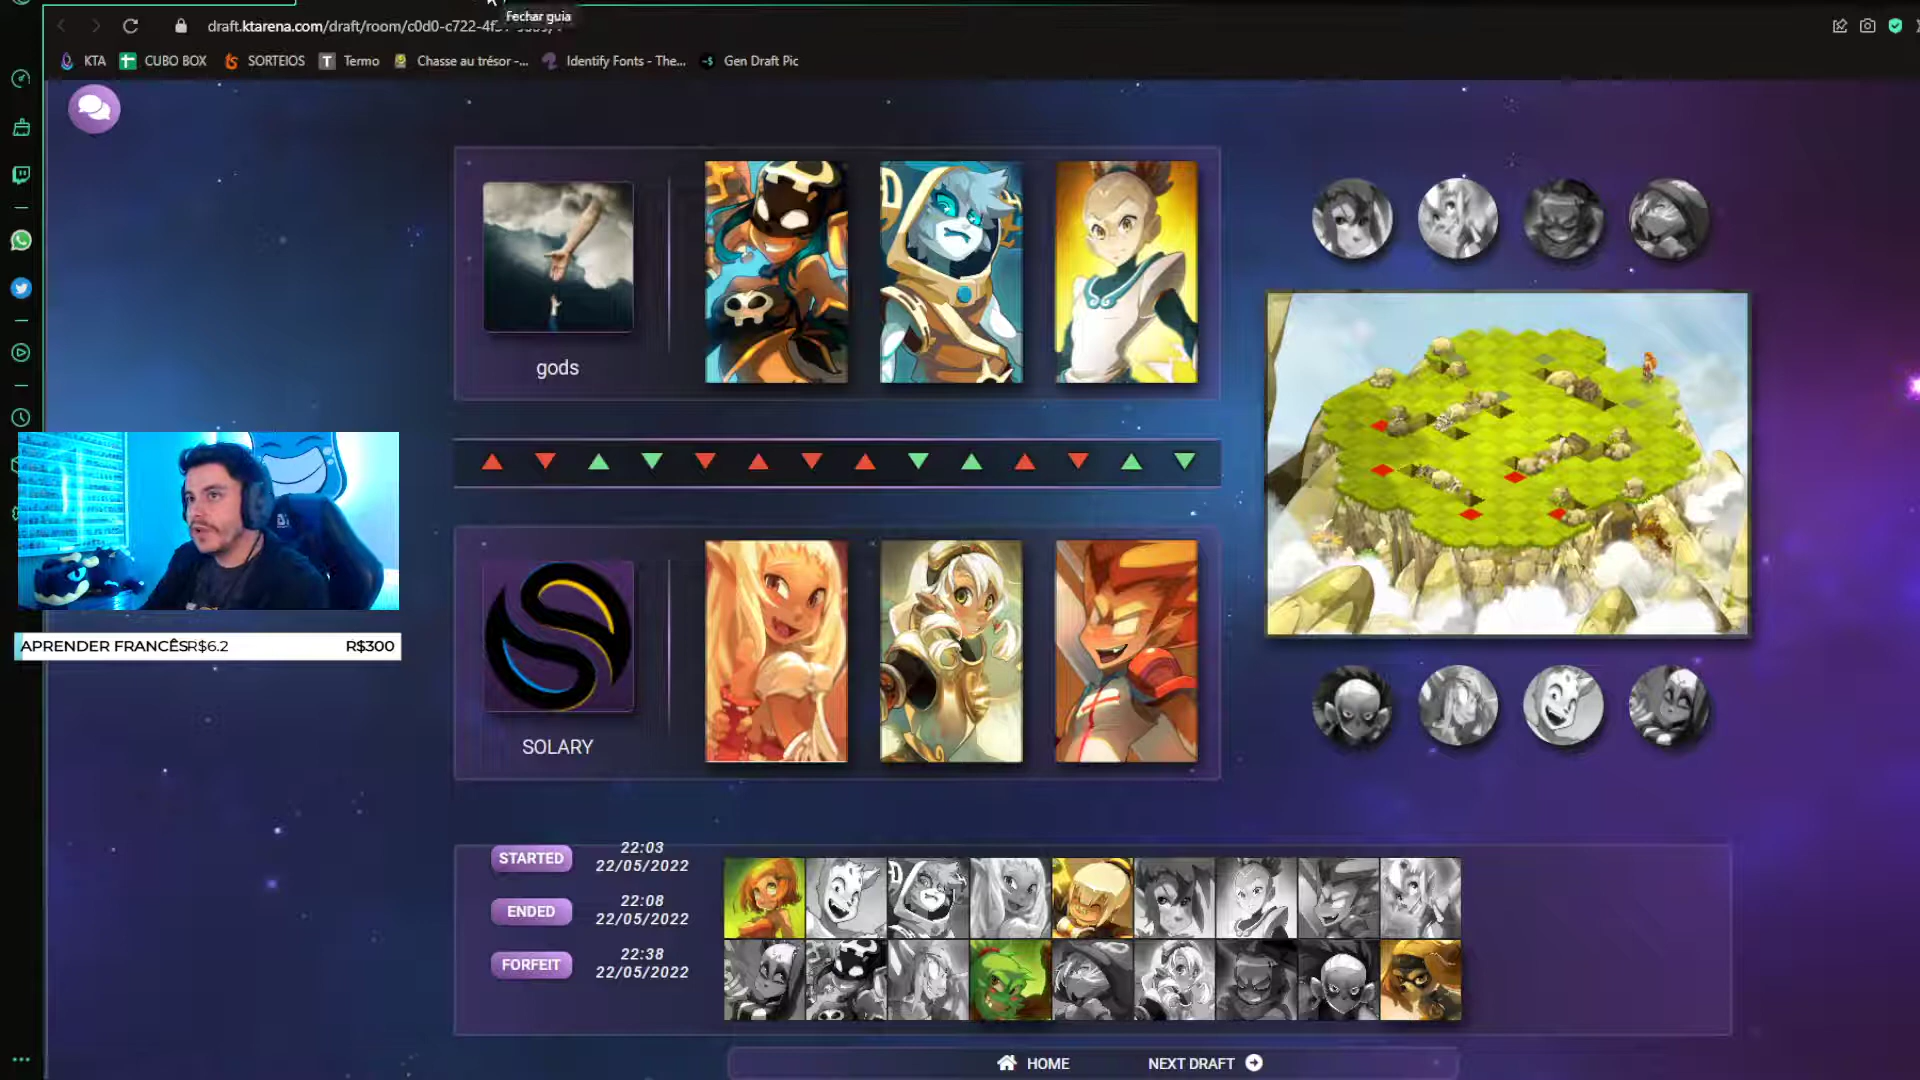 Fechar guia
draft.ktarena.com/draft/room/c0d0-c722-4f
KTA
CUBO BOX
SORTEIOS
T Termo
Chasse au trésor -...
Identify Fonts - The...
Gen Draft Pic
gods
SOLARY
APRENDER FRANCÊSR$6.2
R$300
STARTED
22:03
22/05/2022
ENDED
22:08
22/05/2022
FORFEIT
22:38
22/05/2022
HOME
NEXT DRAFT